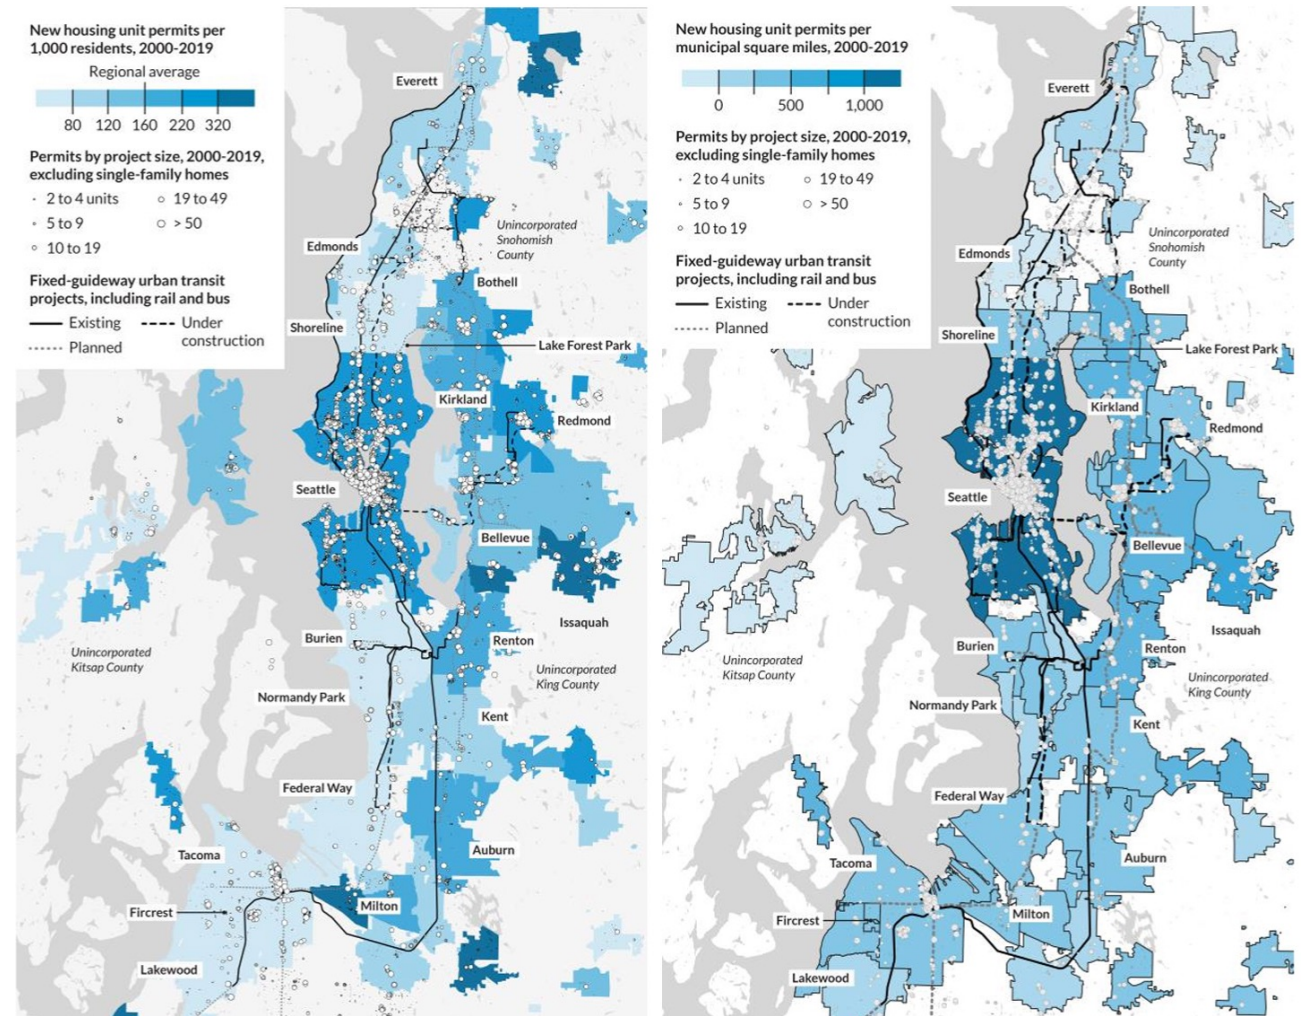 New housing unit permits per
1,000 residents, 2000-2019
Regional average
80 120 160 220 320
Permits by project size, 2000-2019,
excluding single-family homes
2 to 4 units
19 to 49
5 to 9
> 50
10 to 19
Fixed-guideway urban transit
projects, including rail and bus
Existing
Under
construction
Planned
Everett
Unincorporated
Snohomish
County
Edmonds
Bothell
Shoreline
Lake Forest Park
Kirkland
Redmond
Seattle
Bellevue
Issaquah
Burien
Renton
Unincorporated
Kitsap County
Unincorporated
King County
Normandy Park
Kent
Federal Way
Auburn
Tacoma
Milton
Fircrest
Lakewood
New housing unit permits per
municipal square miles, 2000-2019
0 500 1,000
Permits by project size, 2000-2019,
excluding single-family homes
2 to 4 units
19 to 49
5 to 9
> 50
10 to 19
Fixed-guideway urban transit
projects, including rail and bus
Existing
Under
construction
Planned
Everett
Unincorporated
Snohomish
County
Edmonds
Bothell
Shoreline
Lake Forest Park
Kirkland
Redmond
Seattle
Bellevue
Issaquah
Burien
Renton
Unincorporated
Kitsap County
Unincorporated
King County
Normandy Park
Kent
Federal Way
Auburn
Tacoma
Milton
Fircrest
Lakewood